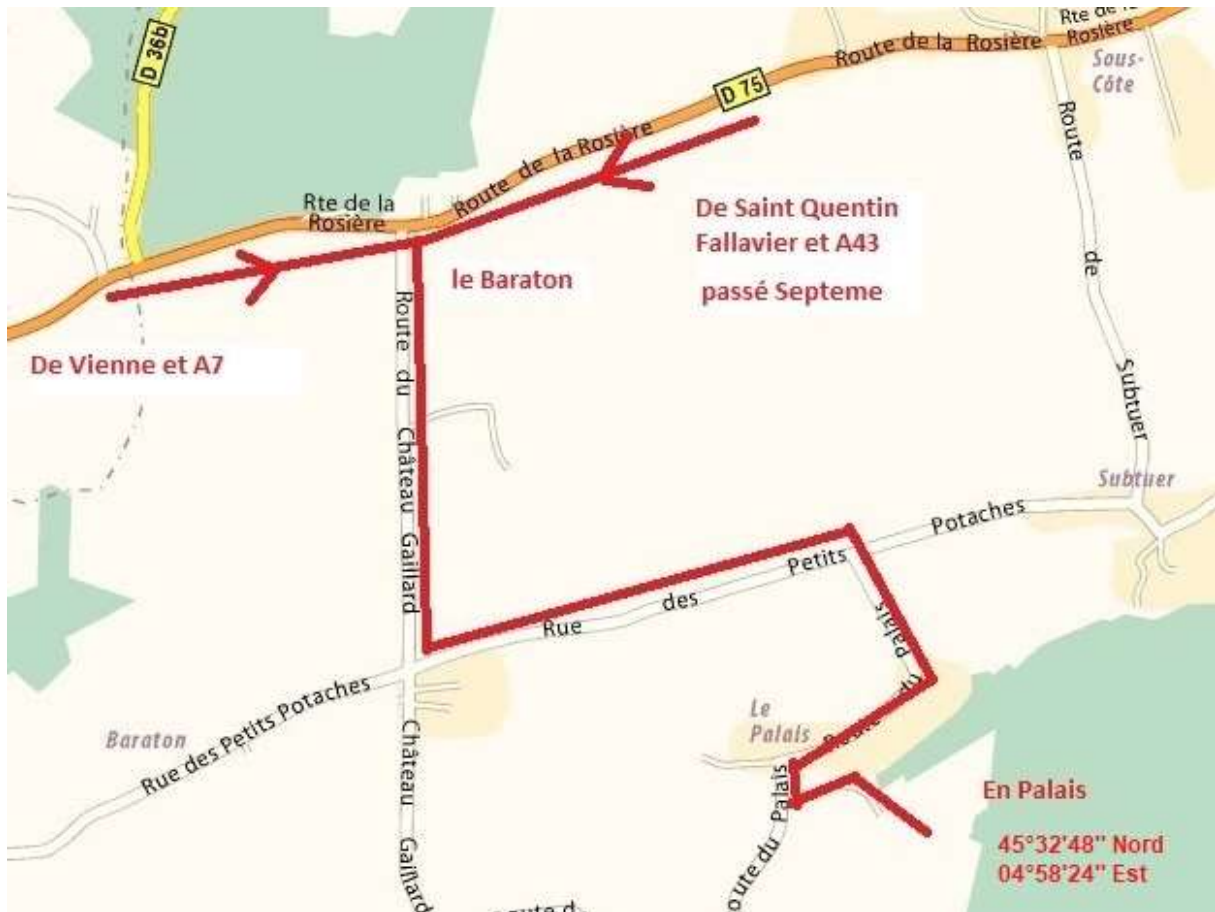 Rte de la
Rosière
Sous-
Côte
Route de la Rosière
D 36b
D 75
Route de la Rosière
Rte de la
Rosière
Route de Subtuer
De Saint Quentin
Fallavier et A43
passé Septeme
le Baraton
De Vienne et A7
Route du Château Gaillard
Subtuer
Rue des Petits Potaches
Baraton
Rue des Petits Potaches
Le
Palais
Route du Palais
Château Gaillard
En Palais
45°32'48" Nord
04°58'24" Est
oute du Palais